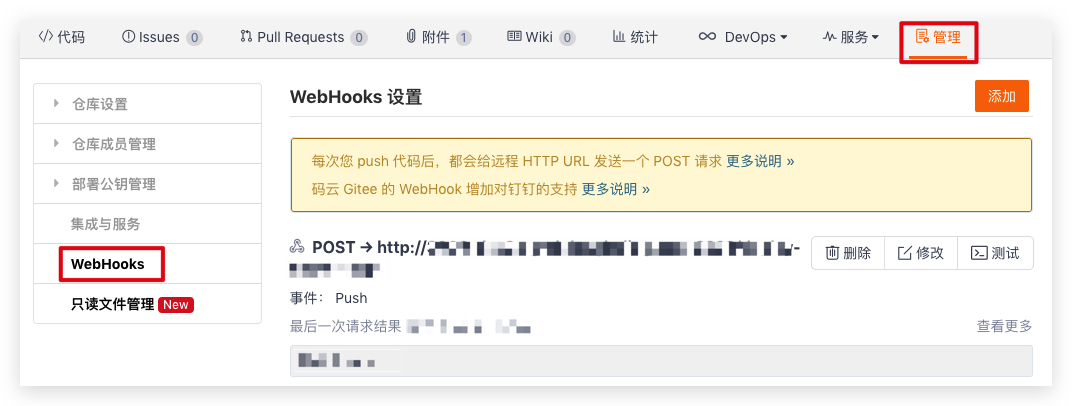 代码 Issues 0 Pull Requests 0 附件 1 Wiki 0 统计 DevOps 服务 管理
仓库设置
仓库成员管理
部署公钥管理
集成与服务
WebHooks
只读文件管理 New
WebHooks 设置 添加
每次您 push 代码后，都会给远程 HTTP URL 发送一个 POST 请求 更多说明 »
码云 Gitee 的 WebHook 增加对钉钉的支持 更多说明 »
POST → http:// 删除 修改 测试
事件： Push
最后一次请求结果 查看更多